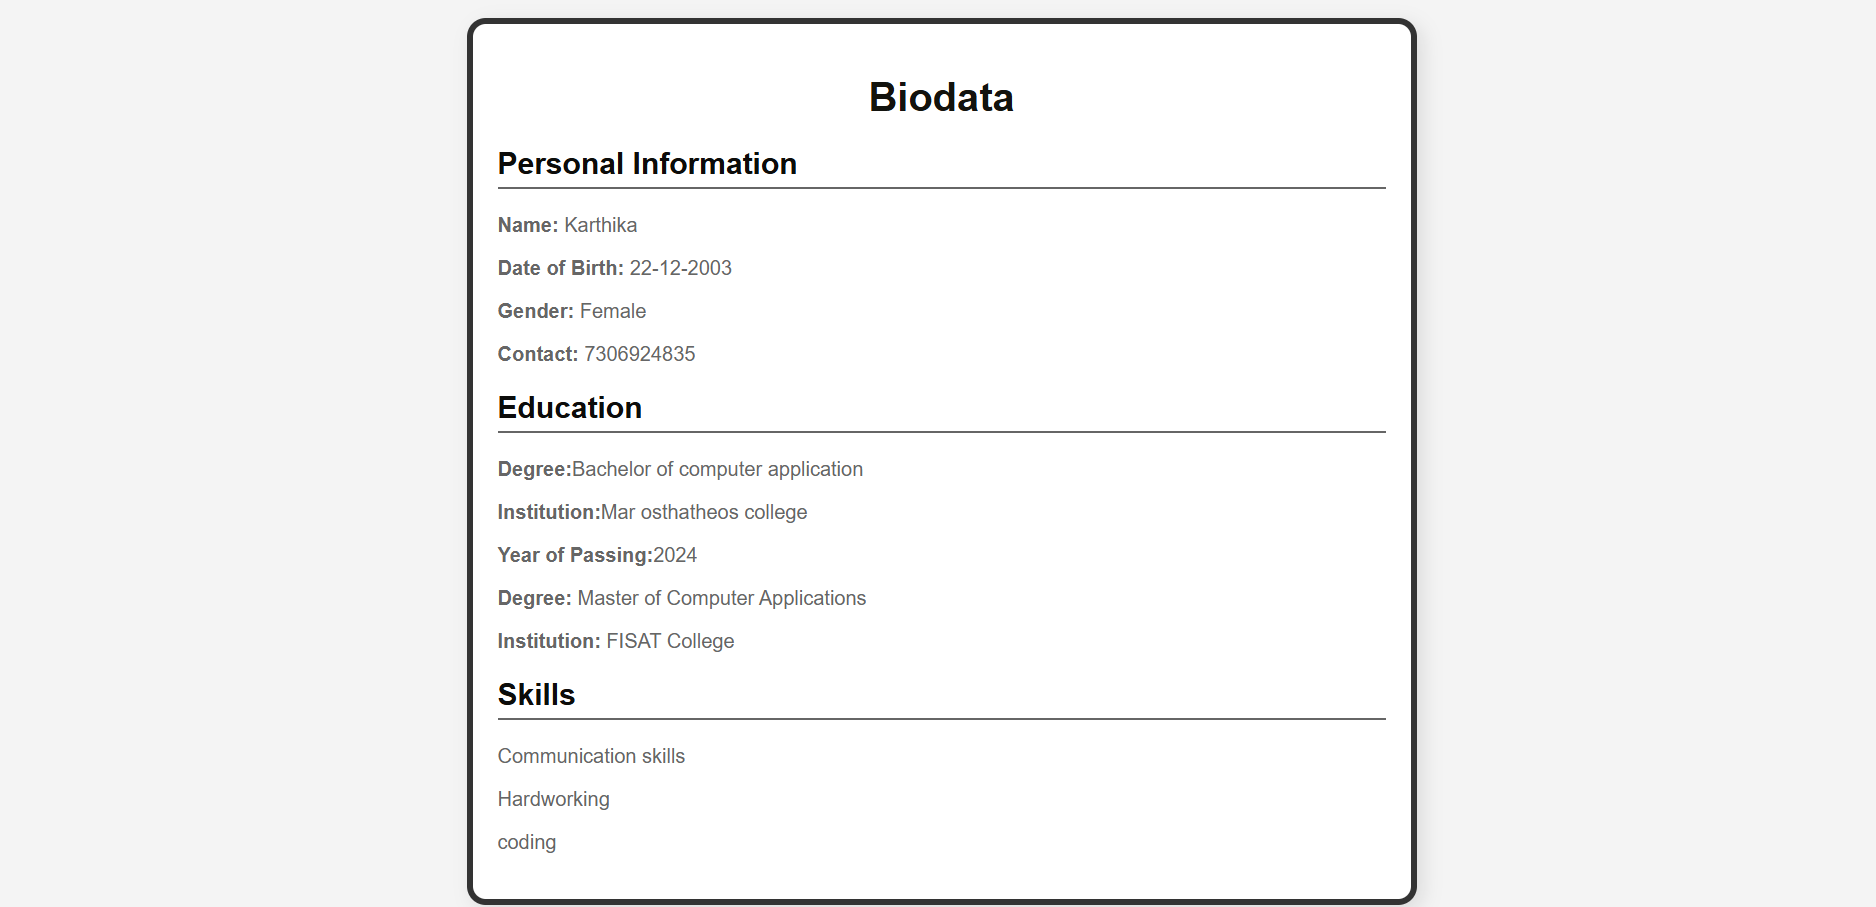 Biodata
Personal Information
Name: Karthika
Date of Birth: 22-12-2003
Gender: Female
Contact: 7306924835
Education
Degree:Bachelor of computer application
Institution:Mar osthatheos college
Year of Passing:2024
Degree: Master of Computer Applications
Institution: FISAT College
Skills
Communication skills
Hardworking
coding